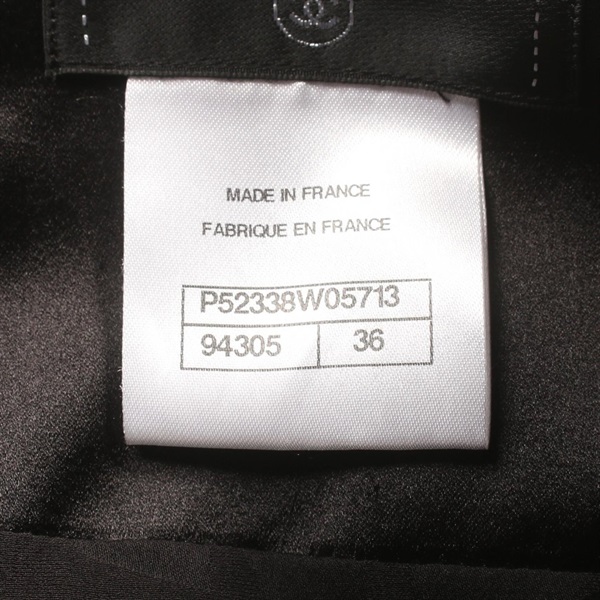 MADE IN FRANCE
FABRIQUE EN FRANCE
P52338W05713
94305 36